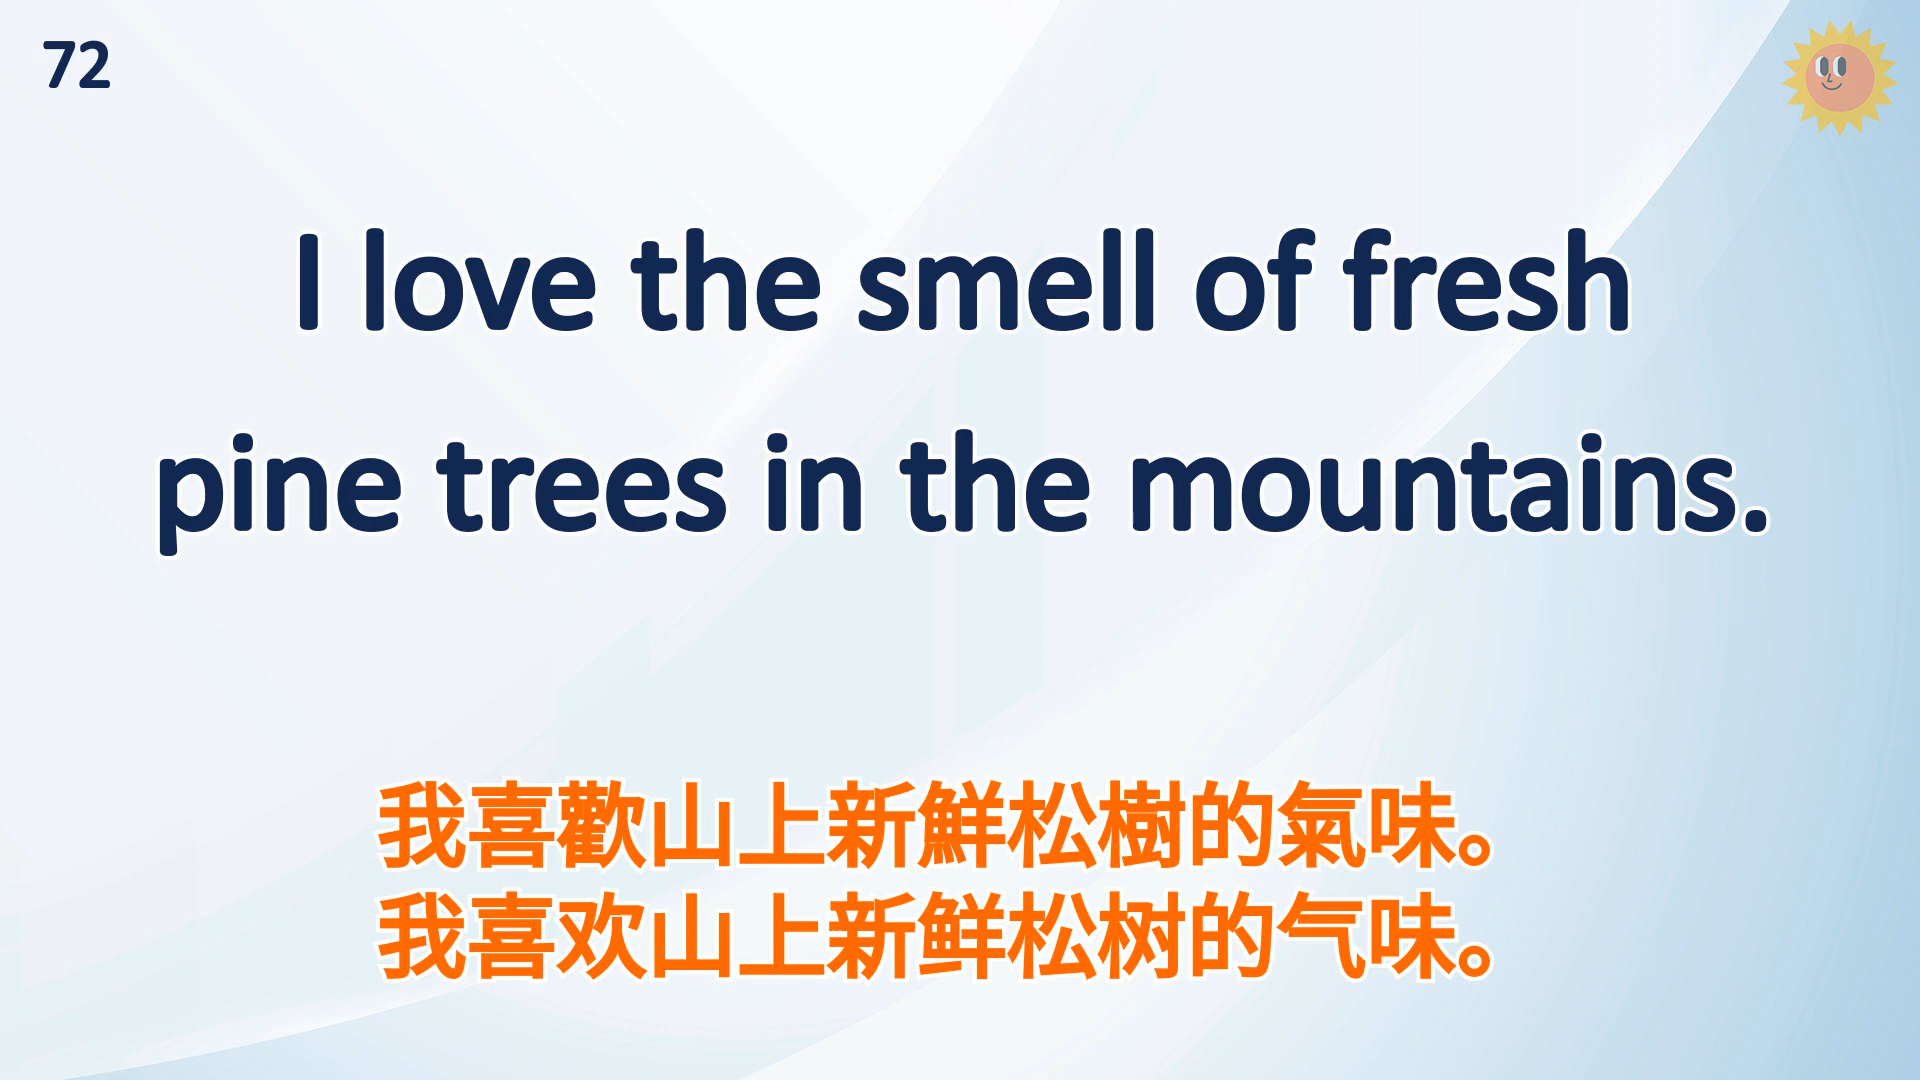 72
I love the smell of fresh
pine trees in the mountains.
我喜歡山上新鮮松樹的氣味。
我喜欢山上新鲜松树的气味。